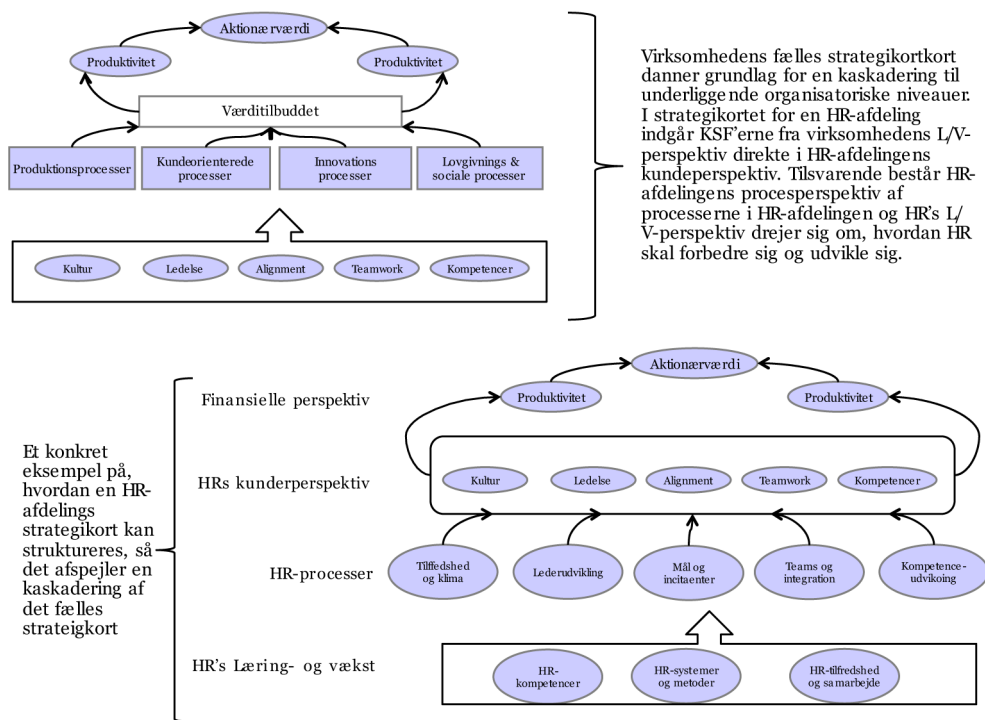 Aktionærværdi
Produktivitet
Produktivitet
Værditilbuddet
Produktionsprocesser
Kundeorienterede
processer
Innovations
processer
Lovgivnings &
sociale processer
Kultur
Ledelse
Alignment
Teamwork
Kompetencer
Virksomhedens fælles strategikortkort
danner grundlag for en kaskadering til
underliggende organisatoriske niveauer.
I strategikortet for en HR-afdeling
indgår KSF'erne fra virksomhedens L/V-
perspektiv direkte i HR-afdelingens
kundeperspektiv. Tilsvarende består HR-
afdelingens procesperspektiv af
processerne i HR-afdelingen og HR's L/
V-perspektiv drejer sig om, hvordan HR
skal forbedre sig og udvikle sig.
Et konkret
eksempel på,
hvordan en HR-
afdelings
strategikort kan
struktureres, så
det afspejler en
kaskadering af
det fælles
strateigkort
Finansielle perspektiv
Aktionærværdi
Produktivitet
Produktivitet
HRs kunderperspektiv
Kultur
Ledelse
Alignment
Teamwork
Kompetencer
HR-processer
Tilffedshed
og klima
Lederudvikling
Mål og
incitaenter
Teams og
integration
Kompetence-
udvikoing
HR's Læring- og vækst
HR-
kompetencer
HR-systemer
og metoder
HR-tilfredshed
og samarbejde